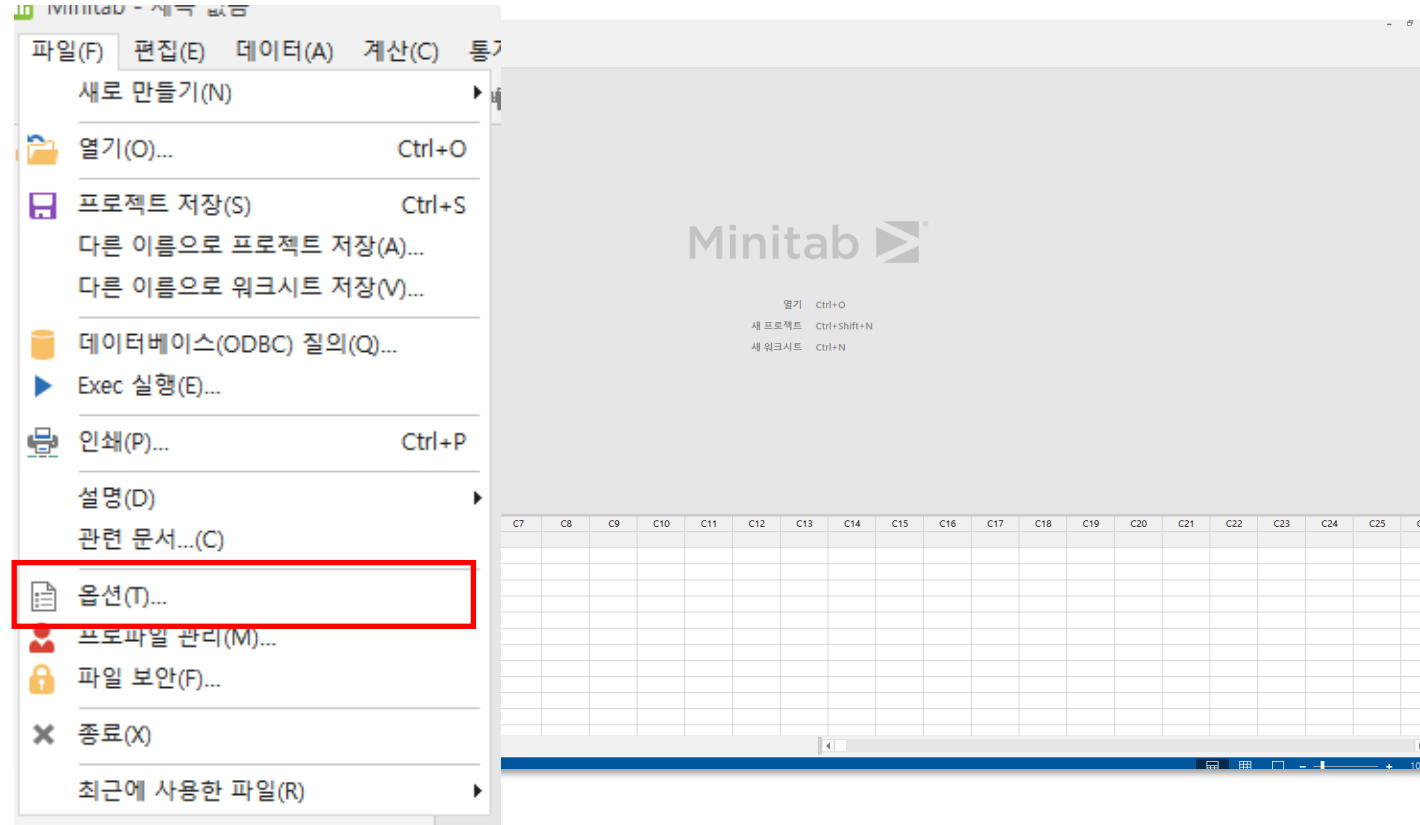 Minitab - 제목 없음
파일(F) 편집(E) 데이터(A) 계산(C)
새로 만들기(N)
열기(O)... Ctrl+O
프로젝트 저장(S) Ctrl+S
다른 이름으로 프로젝트 저장(A)...
다른 이름으로 워크시트 저장(V)...
데이터베이스(ODBC) 질의(Q)...
Exec 실행(E)...
인쇄(P)... Ctrl+P
설명(D)
관련 문서...(C)
옵션(T)...
프로파일 관리(M)...
파일 보안(F)...
종료(X)
최근에 사용한 파일(R)
Minitab
열기 Ctrl+O
새 프로젝트 Ctrl+Shift+N
새 워크시트 Ctrl+N
C7 C8 C9 C10 C11 C12 C13 C14 C15 C16 C17 C18 C19 C20 C21 C22 C23 C24 C25